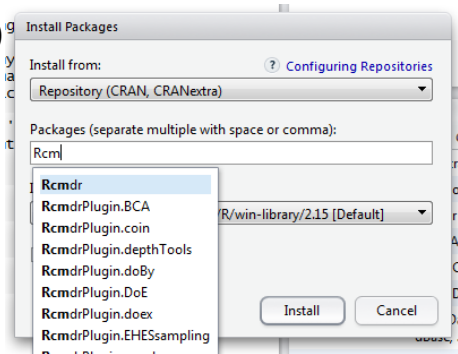 Install Packages
Install from:
? Configuring Repositories
Repository (CRAN, CRANextra)
Packages (separate multiple with space or comma):
Rcm
Rcmdr
RcmdrPlugin.BCA
/R/win-library/2.15 [Default]
RcmdrPlugin.coin
RcmdrPlugin.depthTools
RcmdrPlugin.doBy
RcmdrPlugin.DoE
RcmdrPlugin.doex
Install
Cancel
RcmdrPlugin.EHESsampling